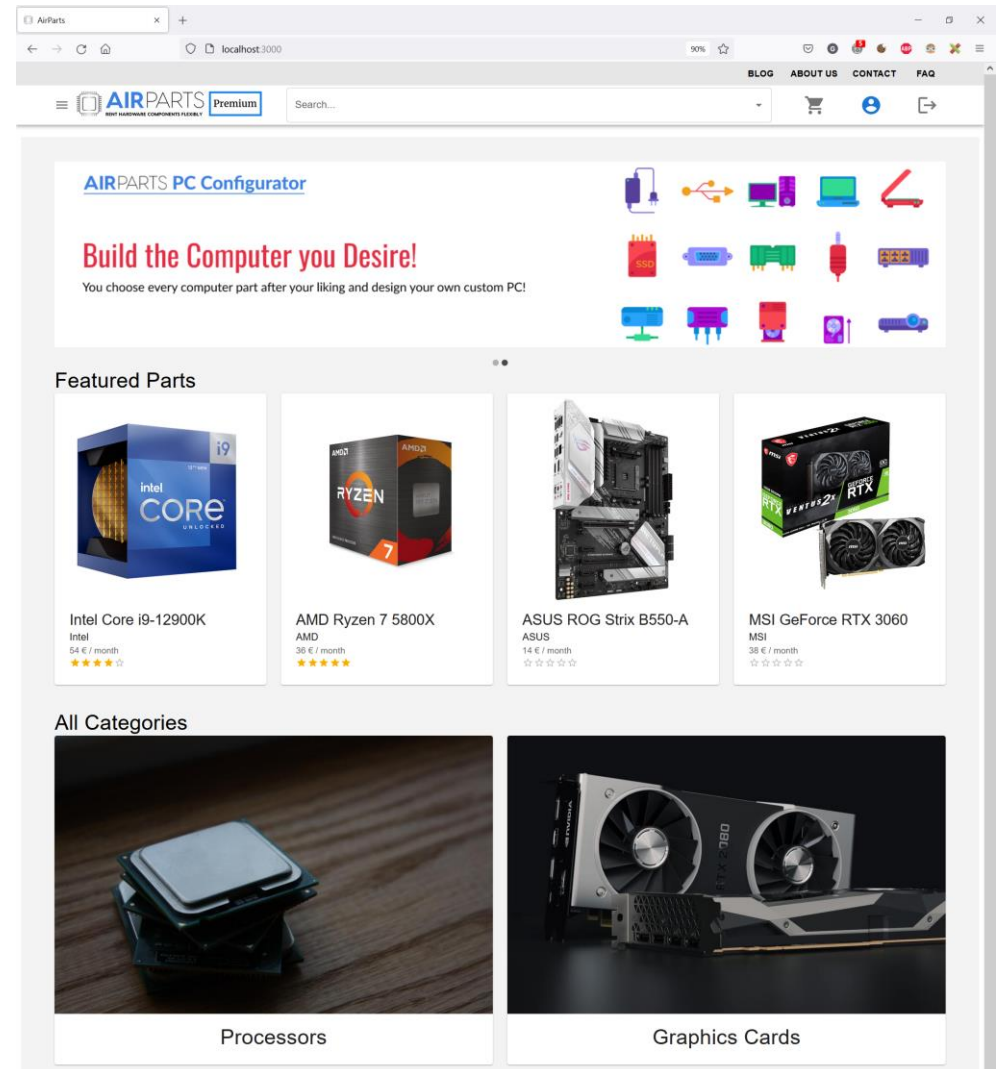 AirParts
localhost:3000
90%
BLOG ABOUT US CONTACT FAQ
AIRPARTS Premium
RENT HARDWARE COMPONENTS FLEXIBLY
Search...
AIRPARTS PC Configurator
Build the Computer you Desire!
You choose every computer part after your liking and design your own custom PC!
SSD
Featured Parts
i9
intel
CORE
UNLOCKED
AMD
AMD
RYZEN
7
msi
VENTUS 2X
GEFORCE
RTX
Intel Core i9-12900K
Intel
54 € / month
AMD Ryzen 7 5800X
AMD
36 € / month
ASUS ROG Strix B550-A
ASUS
14 € / month
MSI GeForce RTX 3060
MSI
38 € / month
All Categories
NVIDIA
RTX 2080
Processors
Graphics Cards